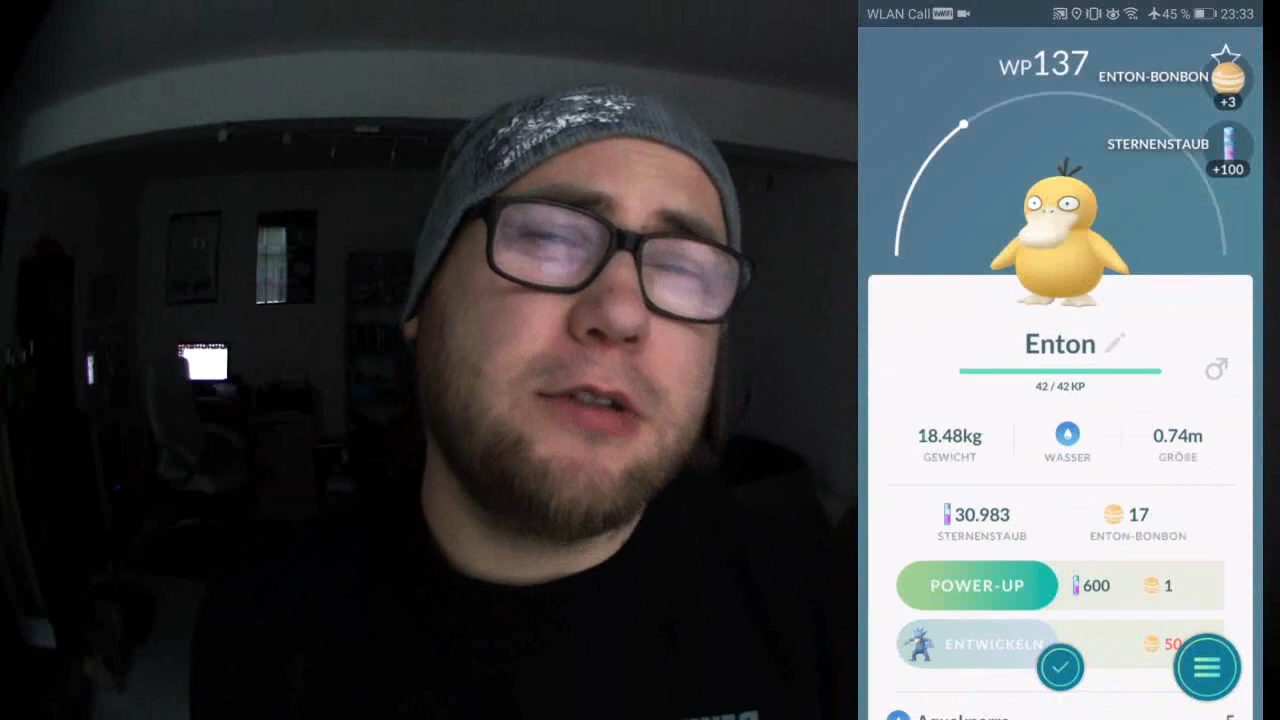 WLAN Call VoWiFi 45 % 23:33
WP137
ENTON-BONBON
+3
STERNENSTAUB
+100
Enton
42 / 42 KP
18.48kg
GEWICHT
WASSER
0.74m
GRÖßE
30.983
STERNENSTAUB
17
ENTON-BONBON
POWER-UP 600 1
ENTWICKELN 50